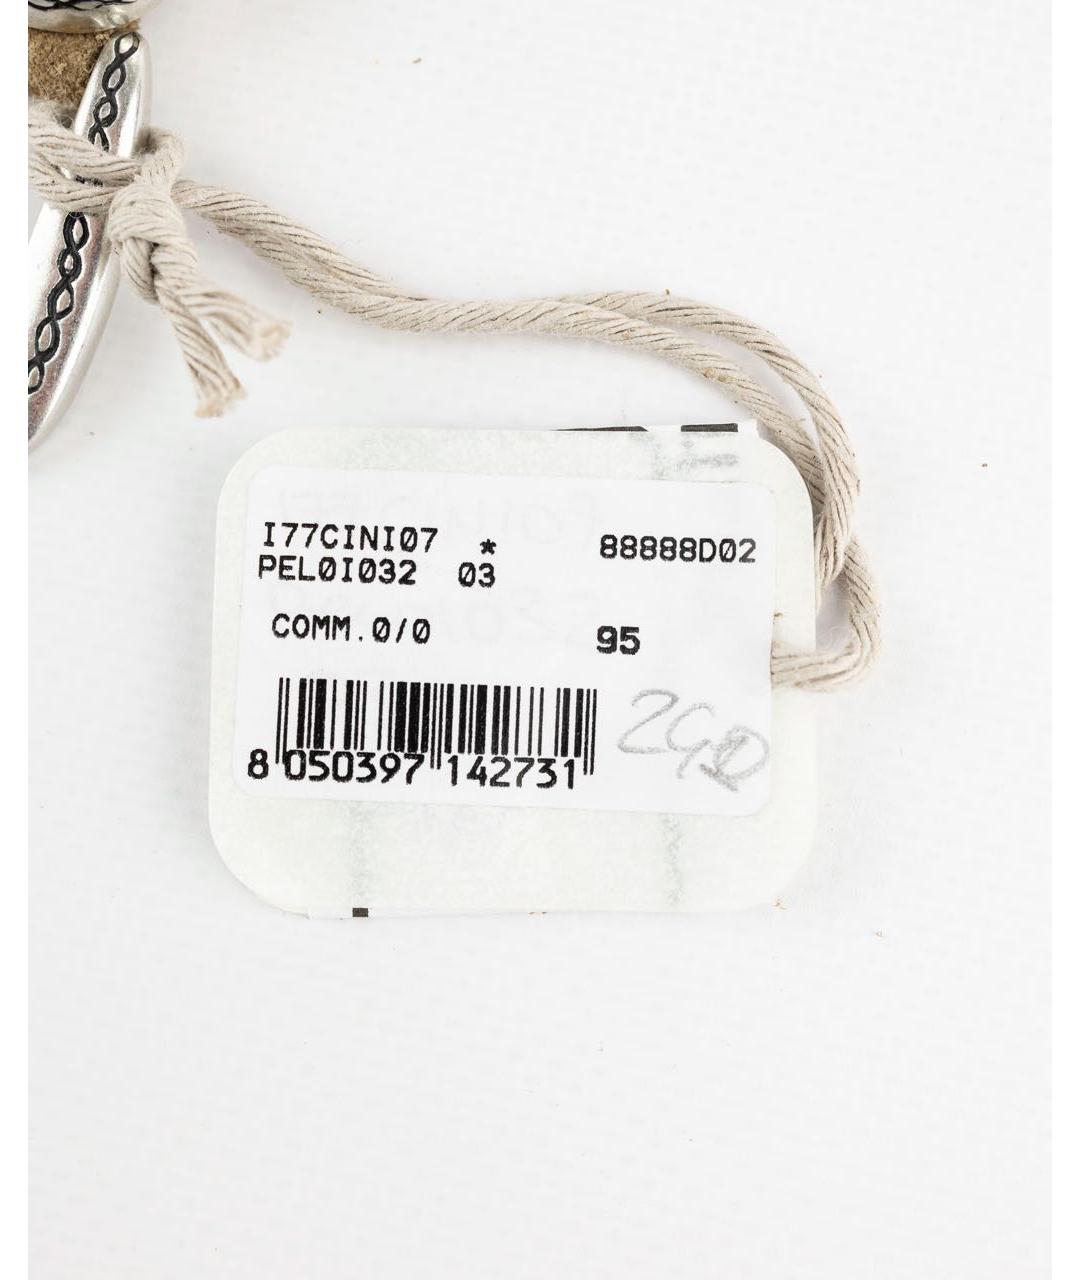 I77CINI07 * 88888D02
PEL0I032 03
COMM.0/0 95
8 050397 142731